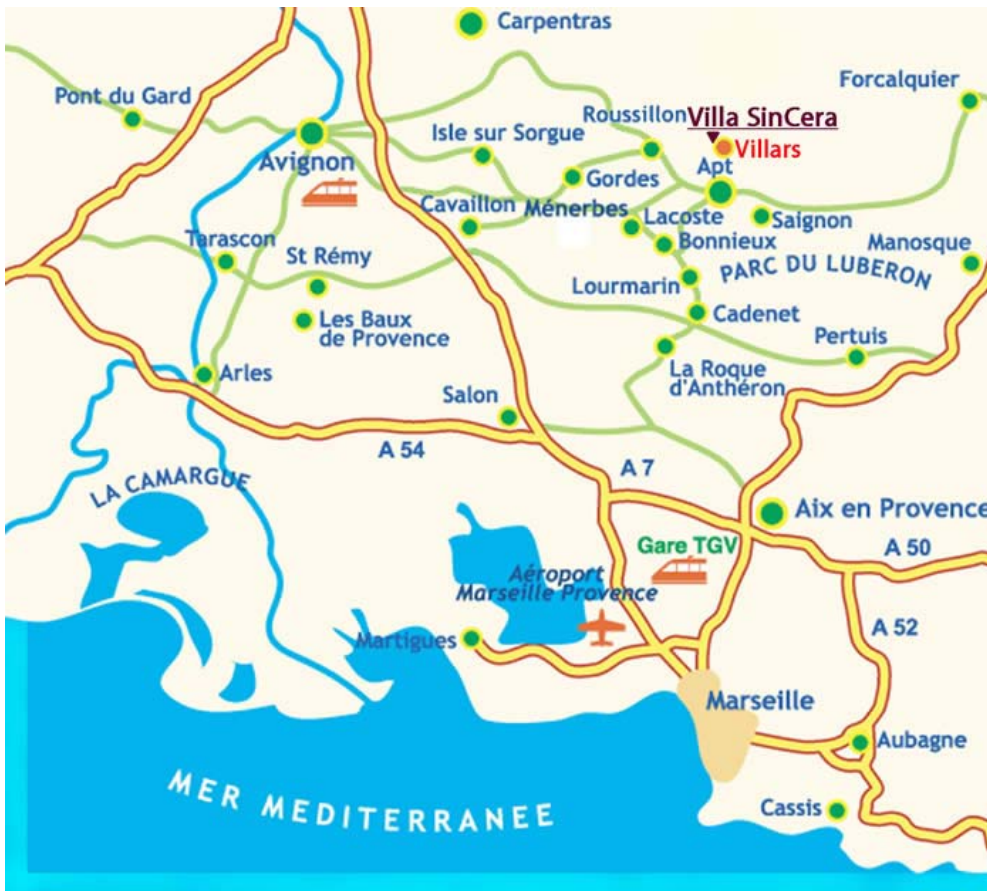 Carpentras
Forcalquier
Pont du Gard
Roussillon
Villa SinCera
Isle sur Sorgue
Villars
Avignon
Apt
Gordes
Cavaillon
Ménerbes
Lacoste
Saignon
Tarascon
Bonnieux
Manosque
St Rémy
PARC DU LUBERON
Lourmarin
Les Baux
de Provence
Cadenet
Pertuis
Arles
La Roque
d'Anthéron
Salon
A 54
A 7
LA CAMARGUE
Aix en Provence
Gare TGV
A 50
Aéroport
Marseille Provence
A 52
Martigues
Marseille
Aubagne
MER MEDITERRANEE
Cassis